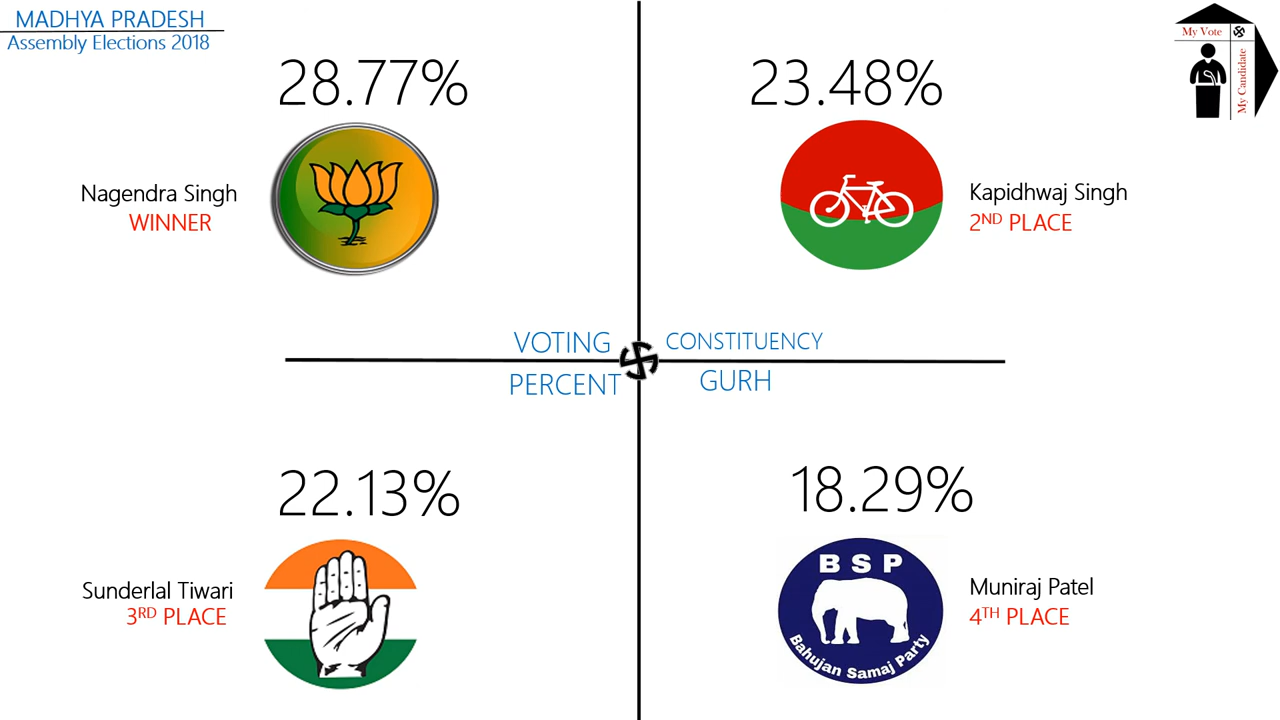 MADHYA PRADESH
Assembly Elections 2018
My Vote
My Candidate
28.77%
Nagendra Singh
WINNER
23.48%
Kapidhwaj Singh
2ND PLACE
VOTING
PERCENT
CONSTITUENCY
GURH
22.13%
Sunderlal Tiwari
3RD PLACE
18.29%
BSP
Bahujan Samaj Party
Muniraj Patel
4TH PLACE